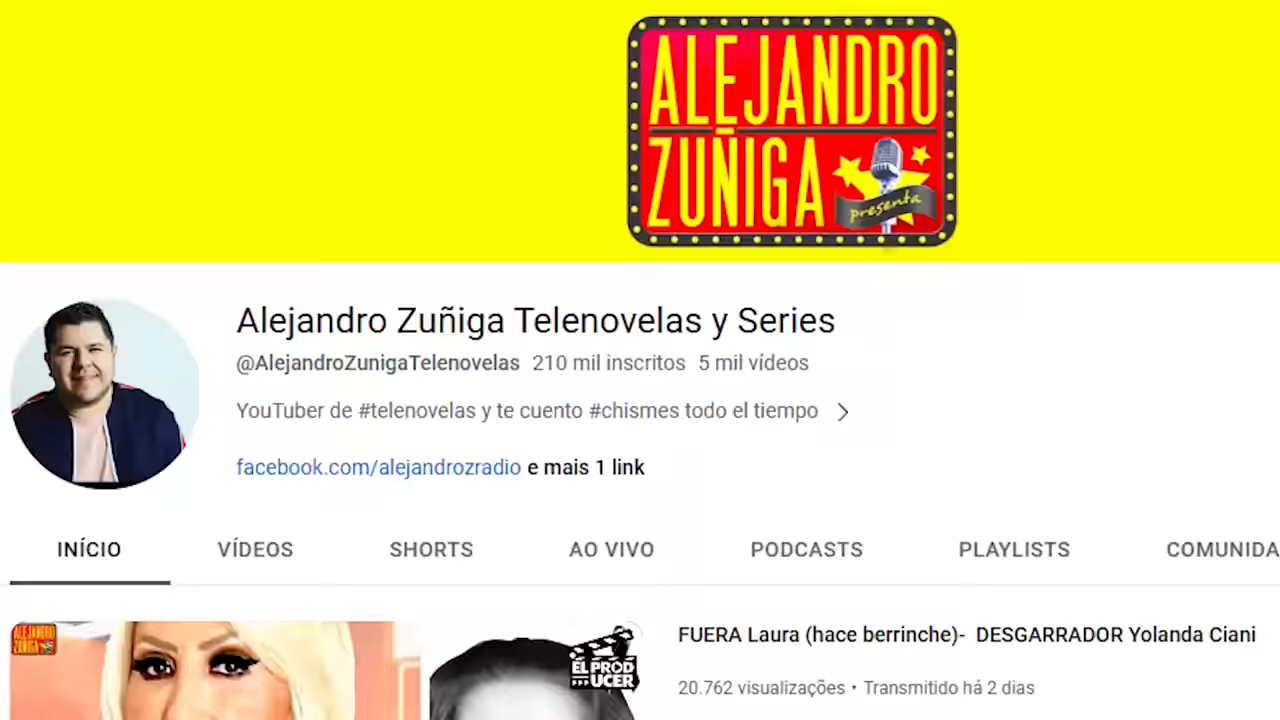 ALEJANDRO
ZUÑIGA
presenta
Alejandro Zuñiga Telenovelas y Series
@AlejandroZunigaTelenovelas 210 mil inscritos 5 mil vídeos
YouTuber de #telenovelas y te cuento #chismes todo el tiempo
facebook.com/alejandrozradio e mais 1 link
INÍCIO VÍDEOS SHORTS AO VIVO PODCASTS PLAYLISTS COMUNIDA
ALEJANDRO
ZUÑIGA
EL PROD
UCER
FUERA Laura (hace berrinche)- DESGARRADOR Yolanda Ciani
20.762 visualizações • Transmitido há 2 dias